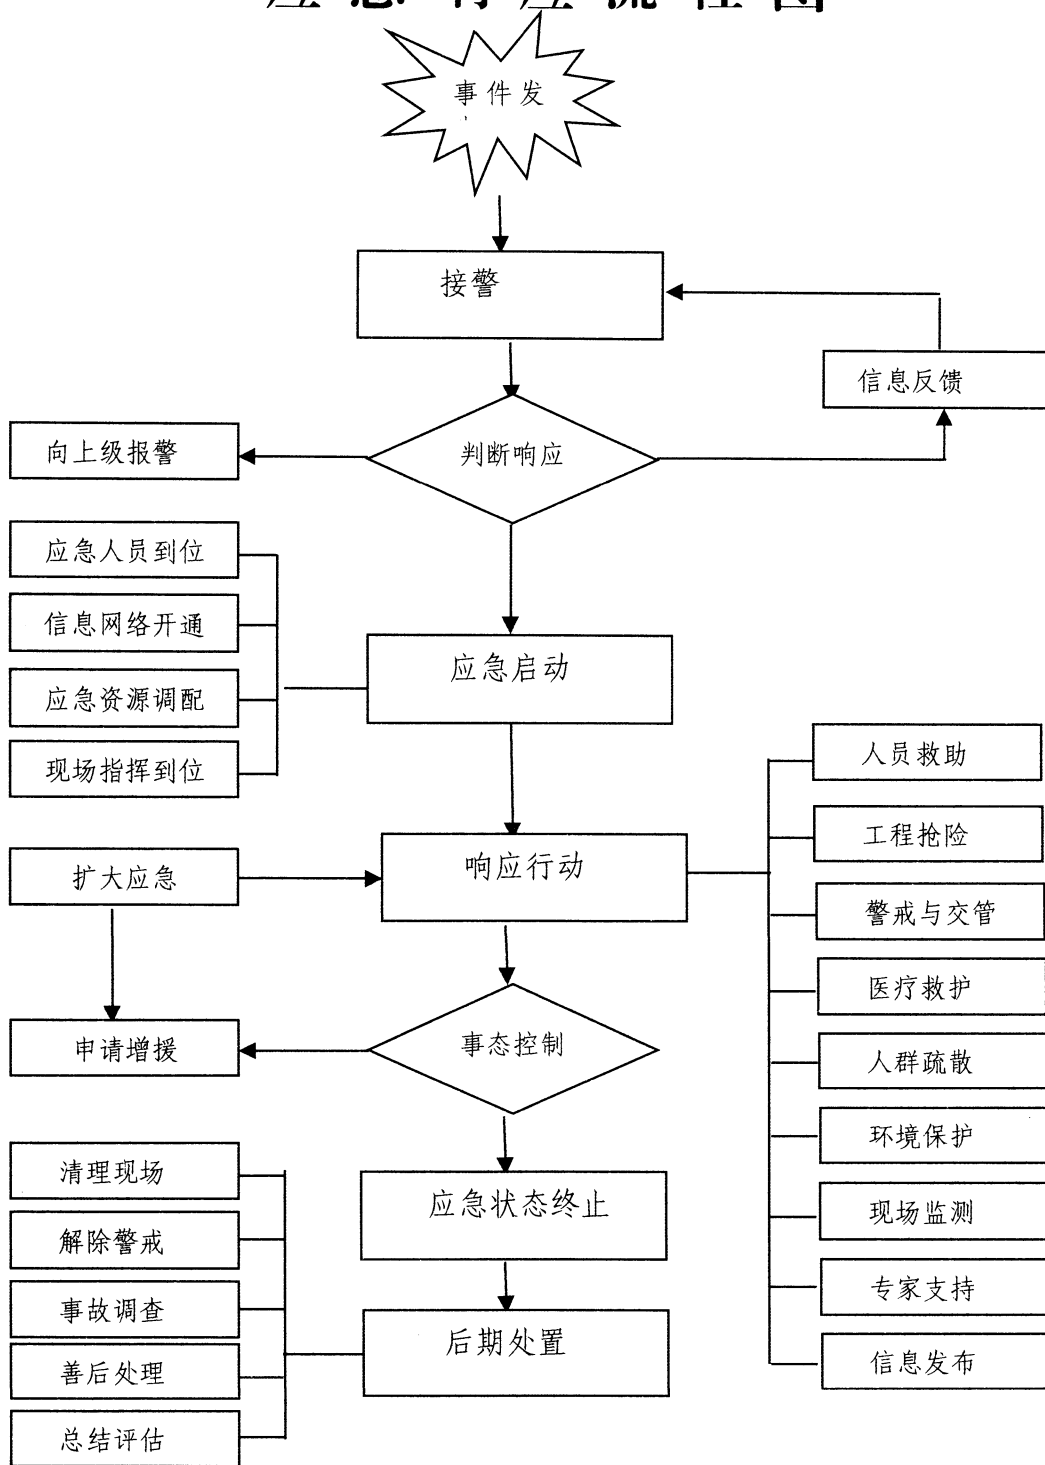 事件发
接警
信息反馈
判断响应
向上级报警
应急人员到位
信息网络开通
应急启动
应急资源调配
现场指挥到位
人员救助
工程抢险
响应行动
扩大应急
警戒与交管
医疗救护
申请增援
事态控制
人群疏散
环境保护
清理现场
应急状态终止
现场监测
解除警戒
专家支持
事故调查
后期处置
信息发布
善后处理
总结评估